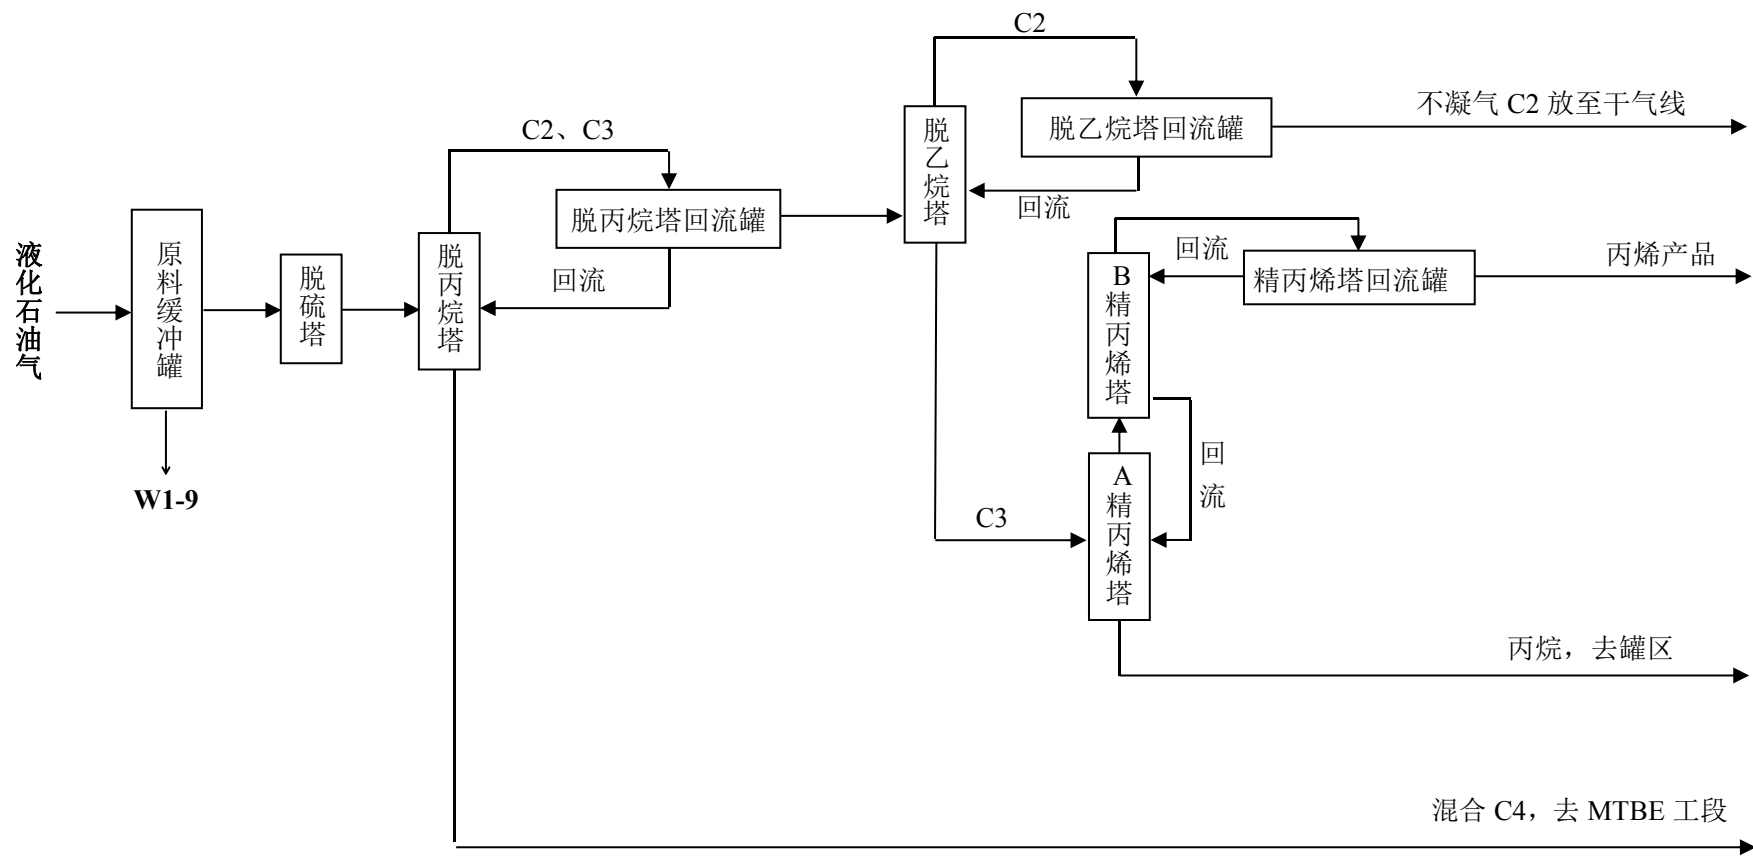 液化石油气
原料缓冲罐
W1-9
脱硫塔
脱丙烷塔
C2、C3
脱丙烷塔回流罐
回流
脱乙烷塔
C2
脱乙烷塔回流罐
回流
不凝气 C2 放至干气线
C3
A精丙烯塔
B精丙烯塔
回流
回流
精丙烯塔回流罐
丙烯产品
丙烷，去罐区
混合 C4，去 MTBE 工段